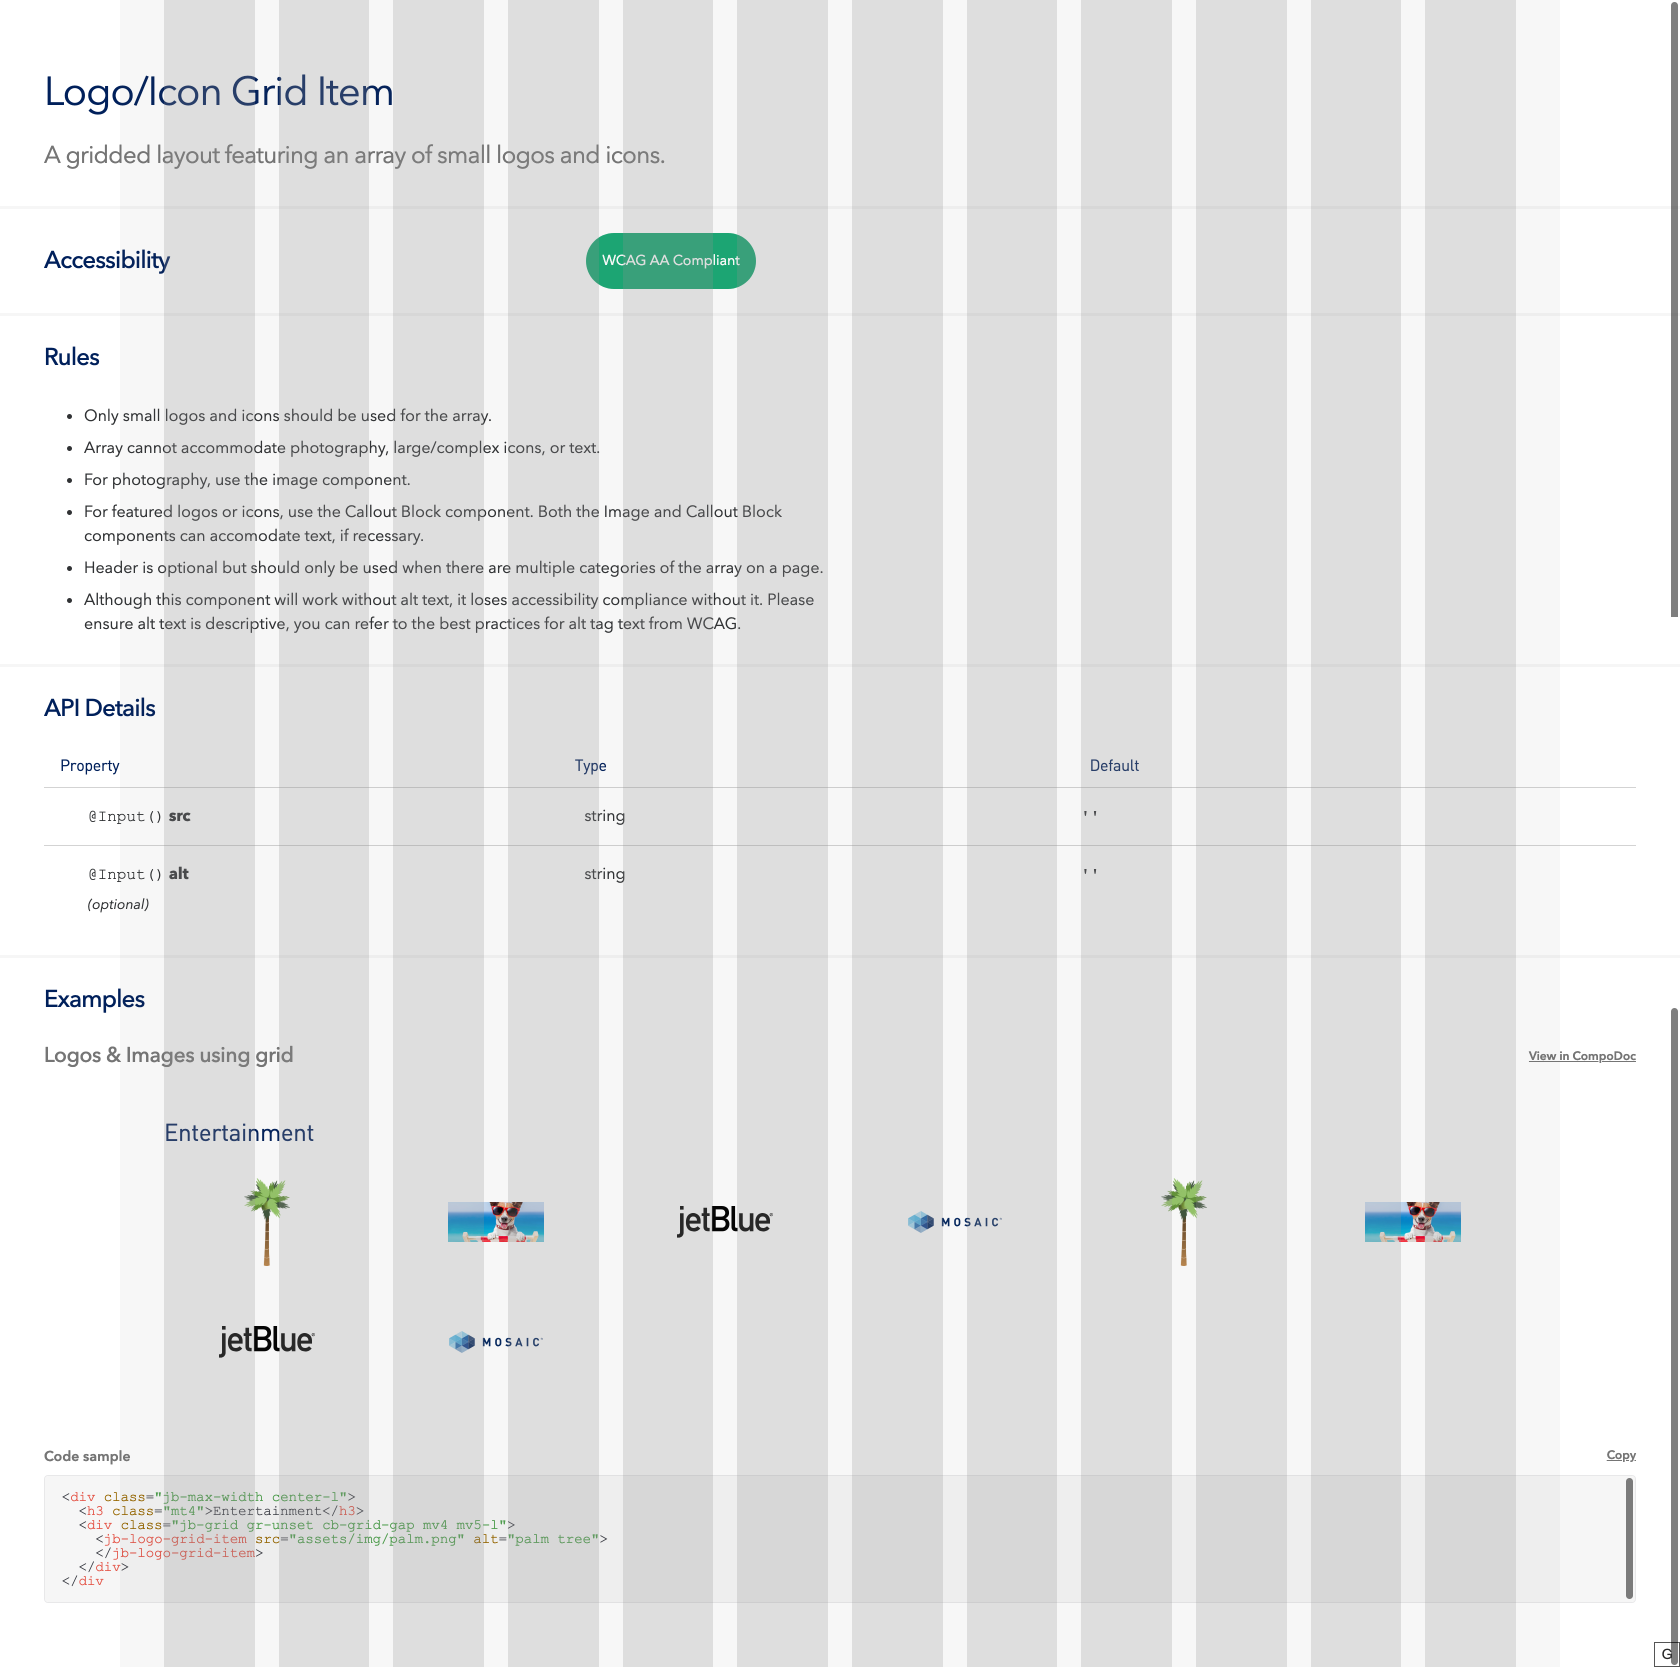 Logo/Icon Grid Item
A gridded layout featuring an array of small logos and icons.
Accessibility
WCAG AA Compliant
Rules
• Only small logos and icons should be used for the array.
• Array cannot accommodate photography, large/complex icons, or text.
• For photography, use the image component.
• For featured logos or icons, use the Callout Block component. Both the Image and Callout Block
components can accomodate text, if recessary.
• Header is optional but should only be used when there are multiple categories of the array on a page.
• Although this component will work without alt text, it loses accessibility compliance without it. Please
ensure alt text is descriptive, you can refer to the best practices for alt tag text from WCAG.
API Details
Property Type Default
@Input() src string ''
@Input() alt string ''
(optional)
Examples
Logos & Images using grid View in CompoDoc
Entertainment
jetBlue MOSAIC
jetBlue MOSAIC
Code sample Copy
<div class="jb-max-width center-l">
<h3 class="mt4">Entertainment</h3>
<div class="jb-grid gr-unset cb-grid-gap mv4 mv5-l">
<jb-logo-grid-item src="assets/img/palm.png" alt="palm tree">
</jb-logo-grid-item>
</div>
</div
G